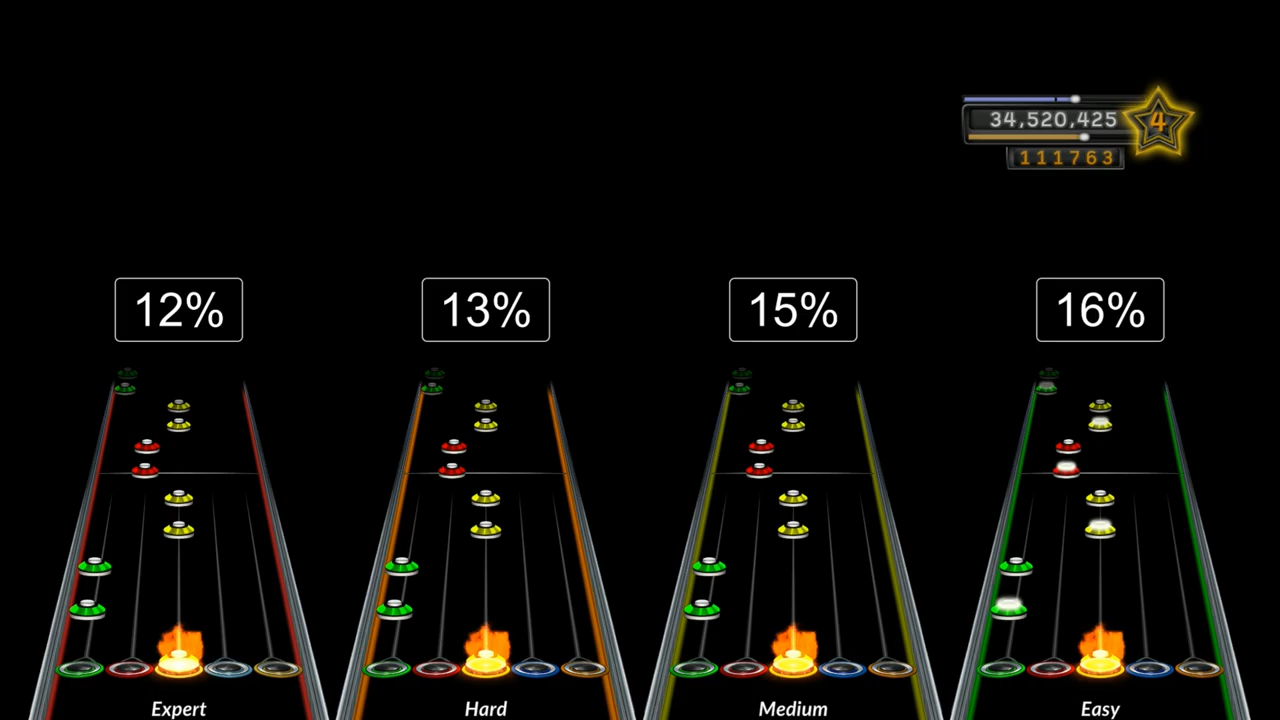 34,520,425
4
111763
12%
13%
15%
16%
Expert
Hard
Medium
Easy